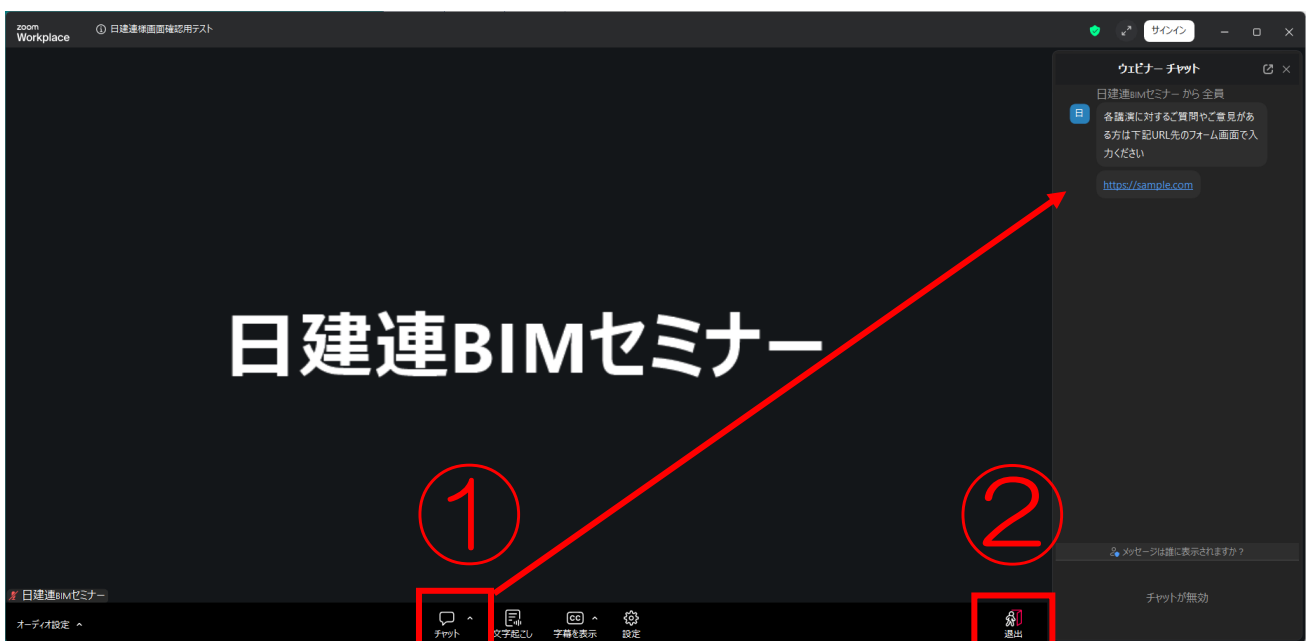 zoom
Workplace
日建連様画面確認用テスト
サインイン
ウェビナー チャット
日建連BIMセミナー から 全員
日
各講演に対するご質問やご意見があ
る方は下記URL先のフォーム画面で入
力ください
https://sample.com
日建連BIMセミナー
①
②
メッセージは誰に表示されますか？
チャットが無効
日建連BIMセミナー
オーディオ設定
チャット
文字起こし
CC
字幕を表示
設定
退出